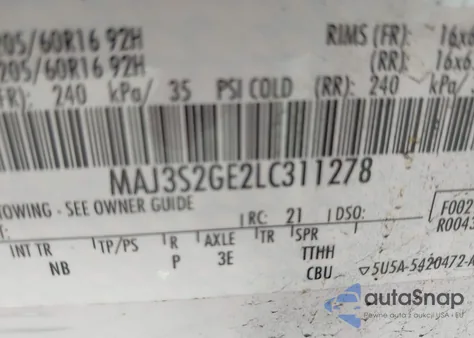 205/60R16 92H RIMS (FR): 16x6
205/60R16 92H (RR): 16x6
FR): 240 kPa/ 35 PSI COLD (RR): 240 kPa/
MAJ3S2GE2LC311278
TOWING - SEE OWNER GUIDE
RC: 21 DSO: F002
R0043
INT TR TP/PS R AXLE TR SPR
NB P 3E TTHH
CBU 5U5A-5420472-A
autoSnap
Pewne auta z aukcji USA • EU